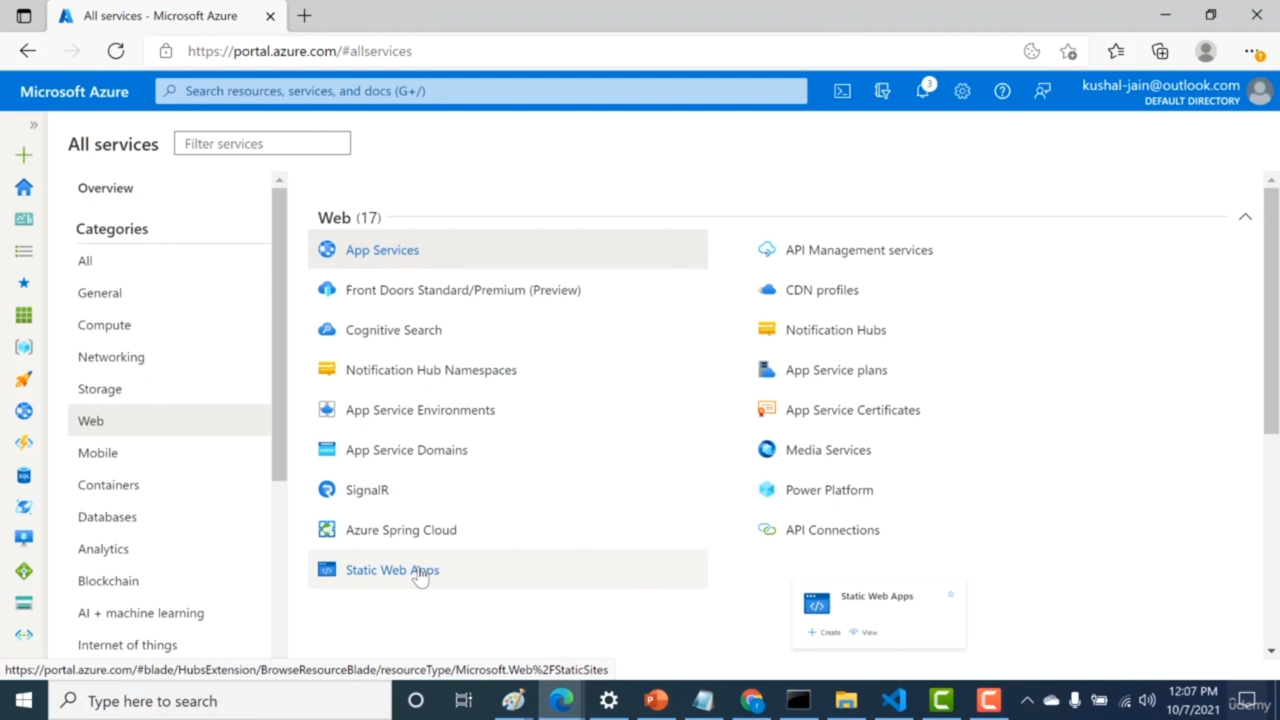 All services - Microsoft Azure
https://portal.azure.com/#allservices
Microsoft Azure
Search resources, services, and docs (G+/)
3
kushal-jain@outlook.com
DEFAULT DIRECTORY
All services
Filter services
Overview
Categories
All
General
Compute
Networking
Storage
Web
Mobile
Containers
Databases
Analytics
Blockchain
AI + machine learning
Internet of things
Web (17)
App Services
API Management services
Front Doors Standard/Premium (Preview)
CDN profiles
Cognitive Search
Notification Hubs
Notification Hub Namespaces
App Service plans
App Service Environments
App Service Certificates
App Service Domains
Media Services
SignalR
Power Platform
Azure Spring Cloud
API Connections
Static Web Apps
Static Web Apps
Create
View
https://portal.azure.com/#blade/HubsExtension/BrowseResourceBlade/resourceType/Microsoft.Web%2FStaticSites
Type here to search
12:07 PM
10/7/2021
udemy